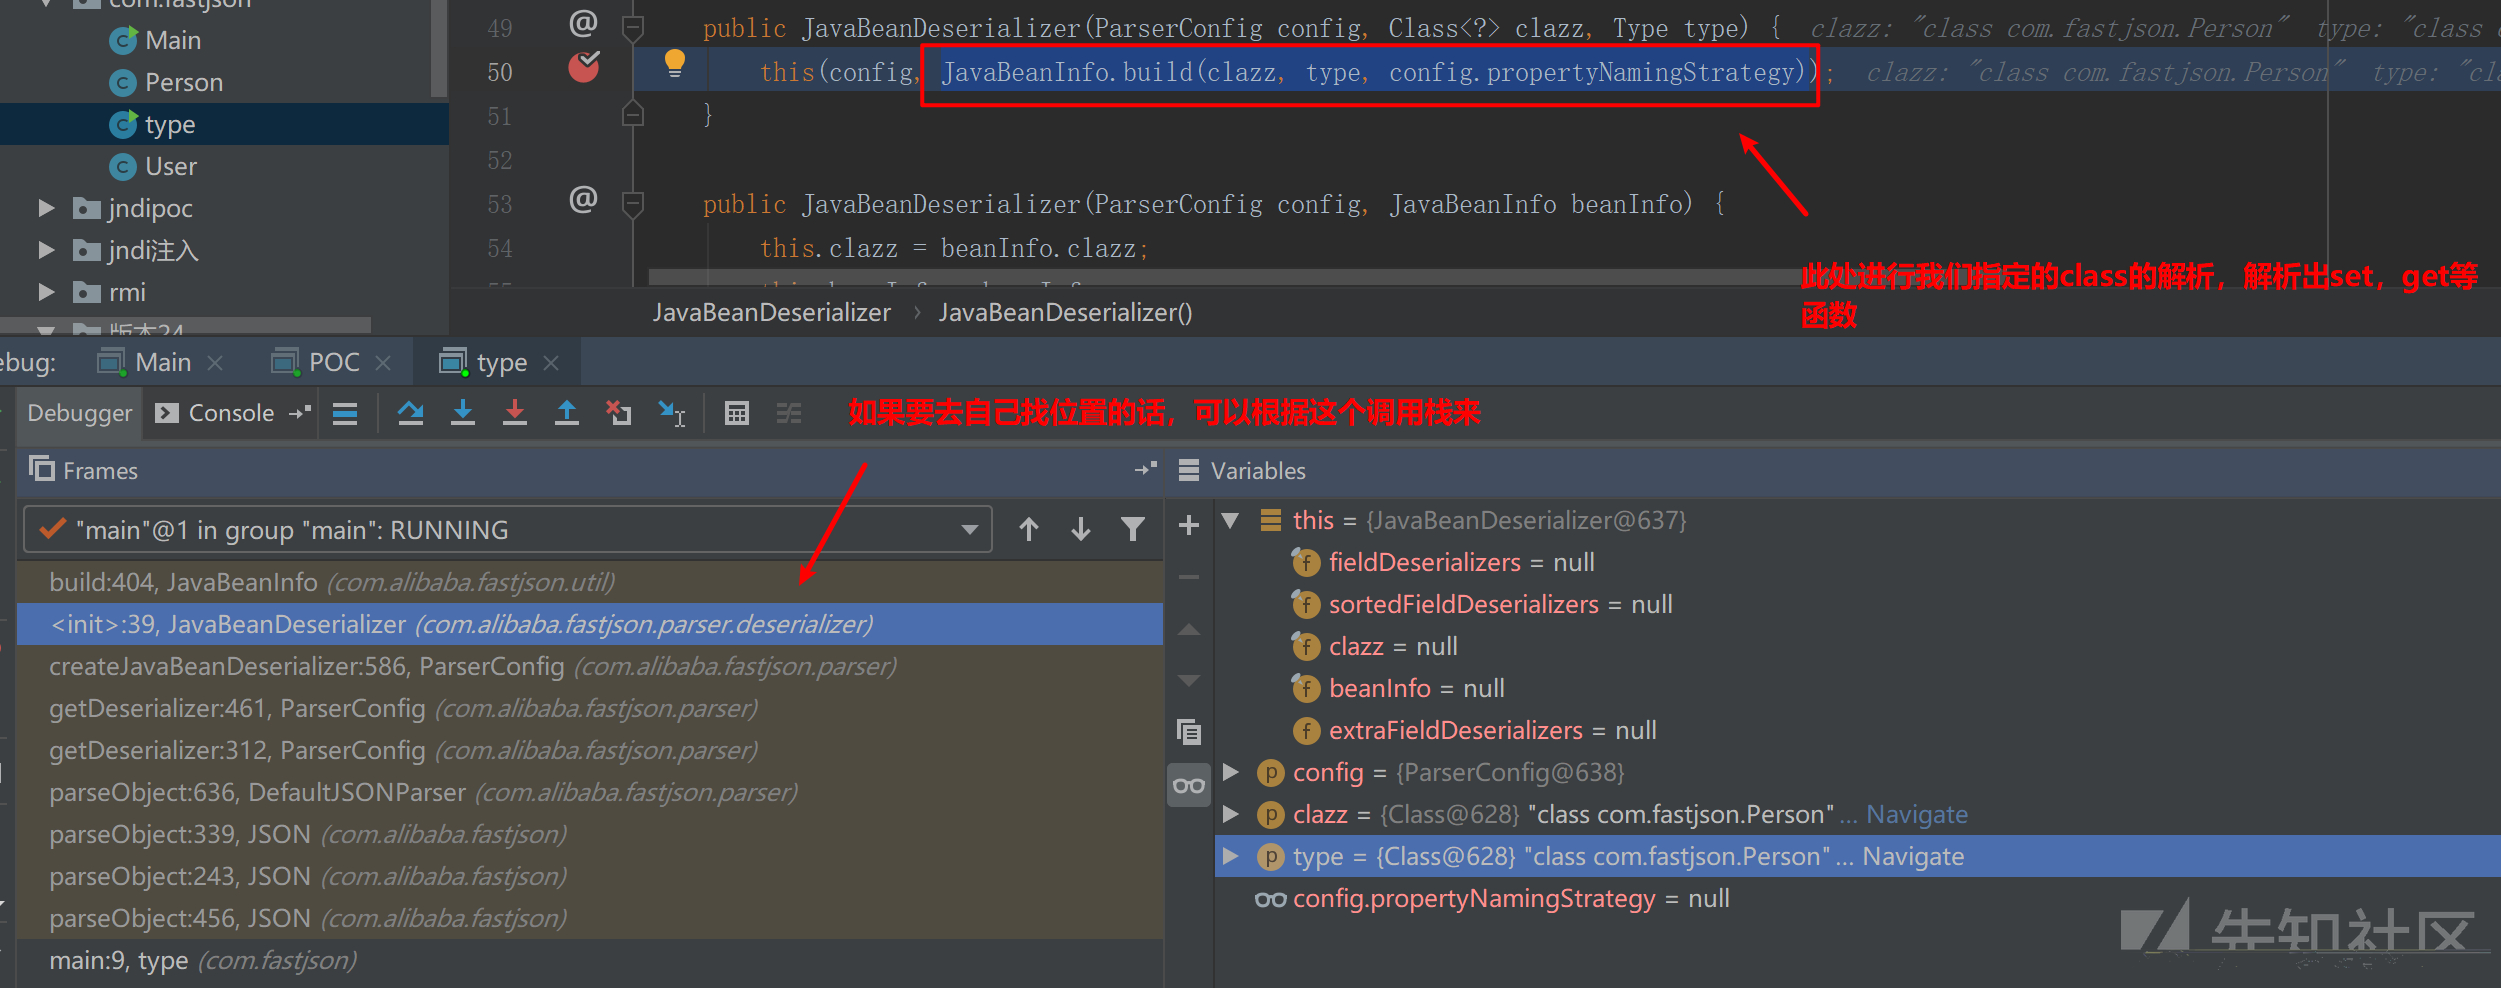 com.fastjson
Main
Person
type
User
jndipoc
jndi注入
rmi
版本24
49 public JavaBeanDeserializer(ParserConfig config, Class<?> clazz, Type type) { clazz: "class com.fastjson.Person" type: "class
50 this(config, JavaBeanInfo.build(clazz, type, config.propertyNamingStrategy)); clazz: "class com.fastjson.Person" type: "cla
51 }
52
53 public JavaBeanDeserializer(ParserConfig config, JavaBeanInfo beanInfo) {
54 this.clazz = beanInfo.clazz;
此处进行我们指定的class的解析，解析出set，get等
函数
JavaBeanDeserializer › JavaBeanDeserializer()
ebug: Main POC type
Debugger Console
如果要去自己找位置的话，可以根据这个调用栈来
Frames
"main"@1 in group "main": RUNNING
build:404, JavaBeanInfo (com.alibaba.fastjson.util)
<init>:39, JavaBeanDeserializer (com.alibaba.fastjson.parser.deserializer)
createJavaBeanDeserializer:586, ParserConfig (com.alibaba.fastjson.parser)
getDeserializer:461, ParserConfig (com.alibaba.fastjson.parser)
getDeserializer:312, ParserConfig (com.alibaba.fastjson.parser)
parseObject:636, DefaultJSONParser (com.alibaba.fastjson.parser)
parseObject:339, JSON (com.alibaba.fastjson)
parseObject:243, JSON (com.alibaba.fastjson)
parseObject:456, JSON (com.alibaba.fastjson)
main:9, type (com.fastjson)
Variables
this = {JavaBeanDeserializer@637}
fieldDeserializers = null
sortedFieldDeserializers = null
clazz = null
beanInfo = null
extraFieldDeserializers = null
config = {ParserConfig@638}
clazz = {Class@628} "class com.fastjson.Person" ... Navigate
type = {Class@628} "class com.fastjson.Person" ... Navigate
config.propertyNamingStrategy = null
先知社区